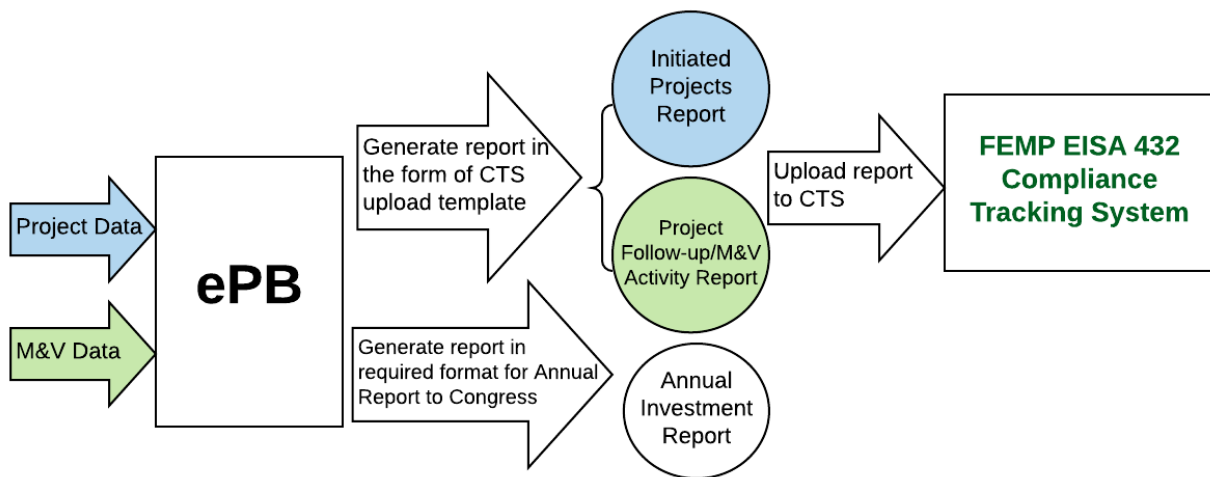 Project Data
M&V Data
ePB
Generate report in
the form of CTS
upload template
Generate report in
required format for Annual
Report to Congress
Initiated
Projects
Report
Project
Follow-up/M&V
Activity Report
Annual
Investment
Report
Upload report
to CTS
FEMP EISA 432
Compliance
Tracking System